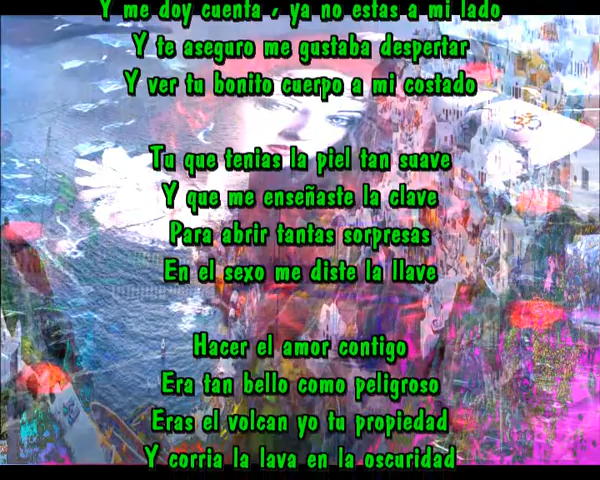 Y me doy cuenta , ya no estas a mi lado
Y te aseguro me gustaba despertar
Y ver tu bonito cuerpo a mi costado
Tu que tenias la piel tan suave
Y que me enseñaste la clave
Para abrir tantas sorpresas
En el sexo me diste la llave
Hacer el amor contigo
Era tan bello como peligroso
Eras el volcan yo tu propiedad
Y corria la lava en la oscuridad